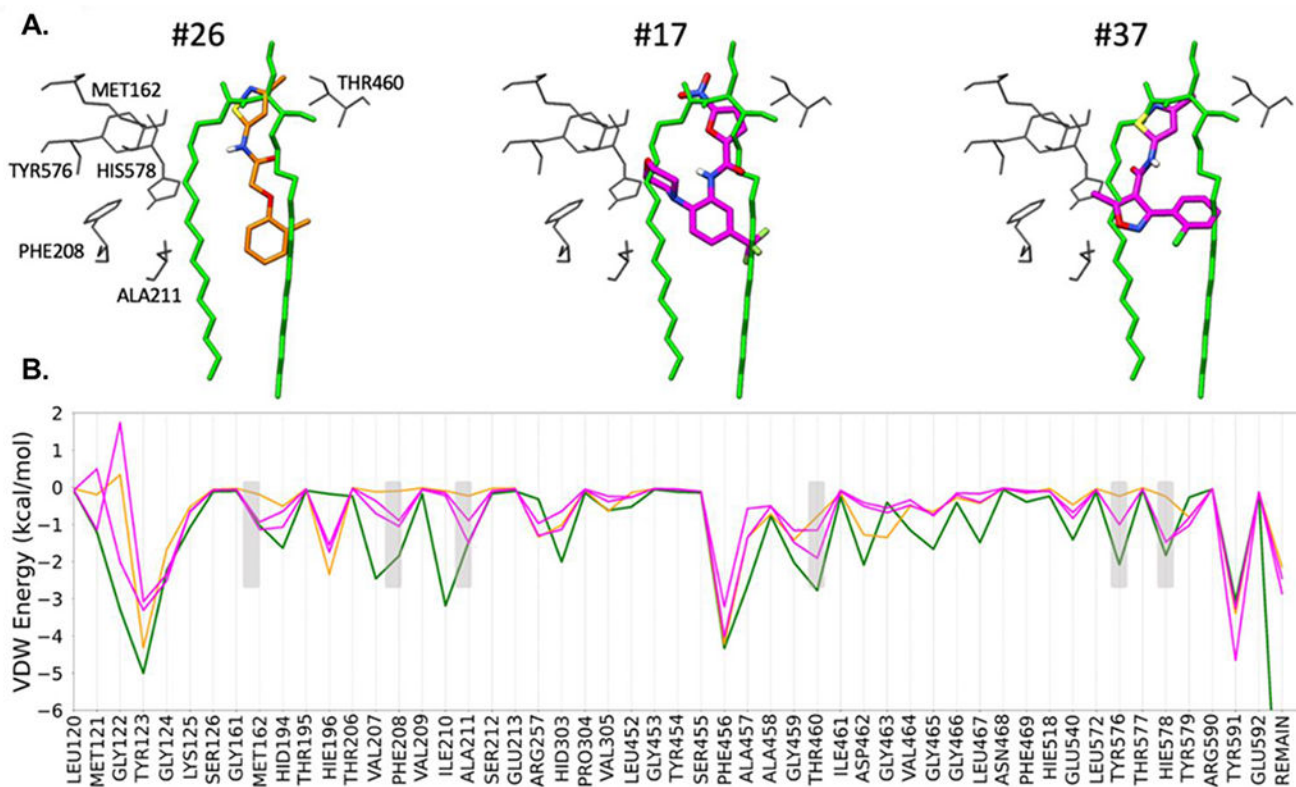 A.
#26
#17
#37
MET162
THR460
TYR576
HIS578
PHE208
ALA211
B.
VDW Energy (kcal/mol)
2
1
0
−1
−2
−3
−4
−5
−6
LEU120
MET121
GLY122
TYR123
GLY124
LYS125
SER126
GLY161
MET162
HID194
THR195
HIE196
THR206
VAL207
PHE208
VAL209
ILE210
ALA211
SER212
GLU213
ARG257
HID303
PRO304
VAL305
LEU452
GLY453
TYR454
SER455
PHE456
ALA457
ALA458
GLY459
THR460
ILE461
ASP462
GLY463
VAL464
GLY465
GLY466
LEU467
ASN468
PHE469
HIE518
GLU540
LEU572
TYR576
THR577
HIE578
TYR579
ARG590
TYR591
GLU592
REMAIN